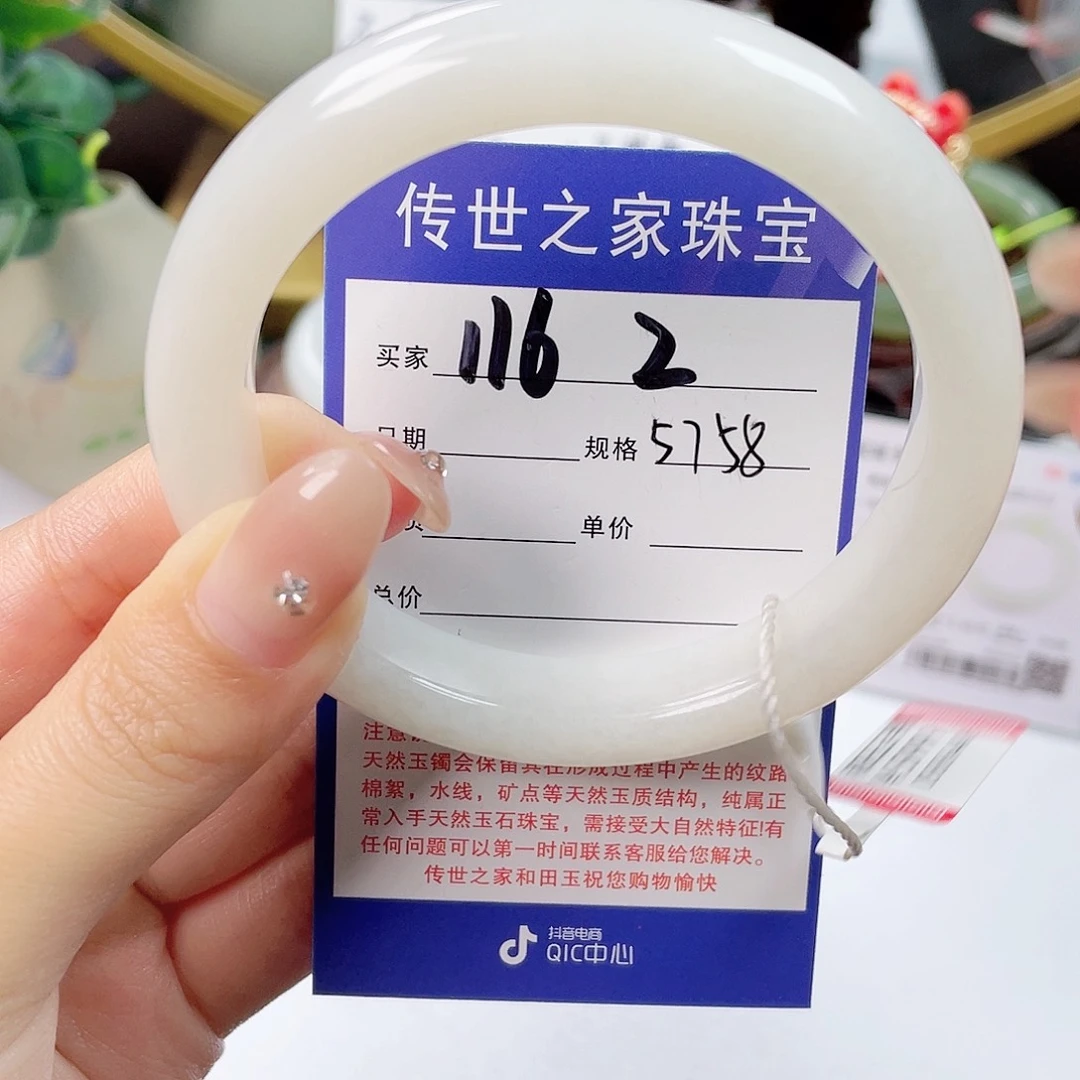 传世之家珠宝
买家 116 2
日期 规格 5758
单价
总价
天然玉镯会保留其在形成过程中产生的纹路
棉絮，水线，矿点等天然玉质结构，纯属正
常入手天然玉石珠宝，需接受大自然特征!有
任何问题可以第一时间联系客服给您解决。
传世之家和田玉祝您购物愉快
抖音电商
QIC中心